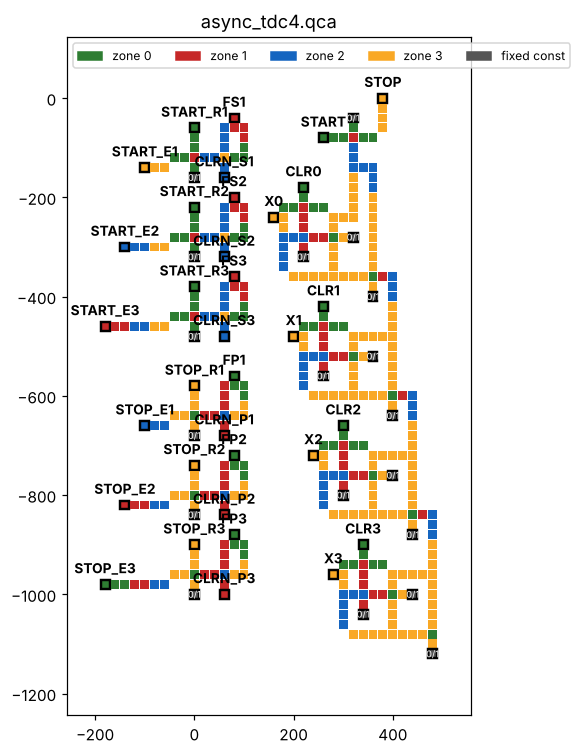 async_tdc4.qca
zone 0 zone 1 zone 2 zone 3 fixed const
STOP
FS1
START_R1
START
START_E1
CLRN_S1
CLR0
FS2
START_R2
X0
START_E2
CLRN_S2
FS3
START_R3
CLR1
START_E3
CLRN_S3
X1
FP1
STOP_R1
STOP_E1
CLRN_P1
CLR2
FP2
STOP_R2
X2
STOP_E2
CLRN_P2
FP3
STOP_R3
CLR3
STOP_E3
CLRN_P3
X3
0
−200
−400
−600
−800
−1000
−1200
−200 0 200 400